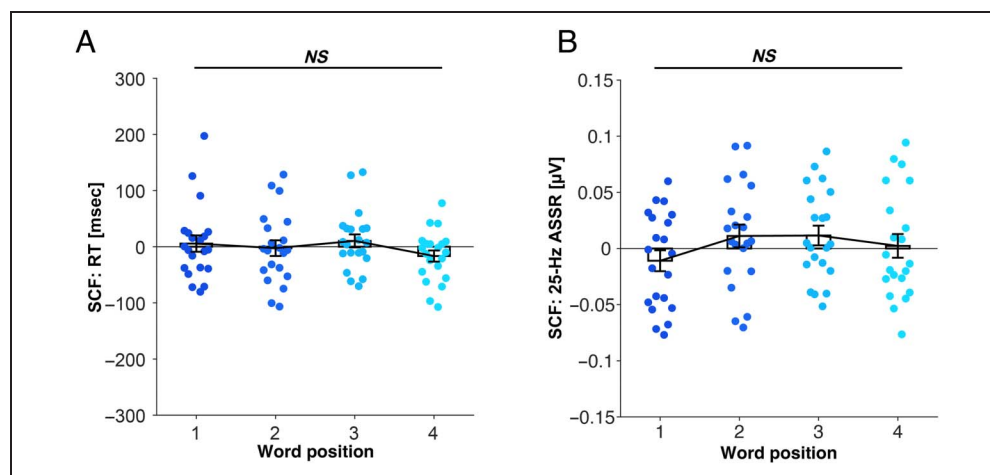 A
NS
300
200
100
0
−100
−200
−300
SCF: RT [msec]
1 2 3 4
Word position
B
NS
0.15
0.1
0.05
0
−0.05
−0.1
−0.15
SCF: 25-Hz ASSR [µV]
1 2 3 4
Word position